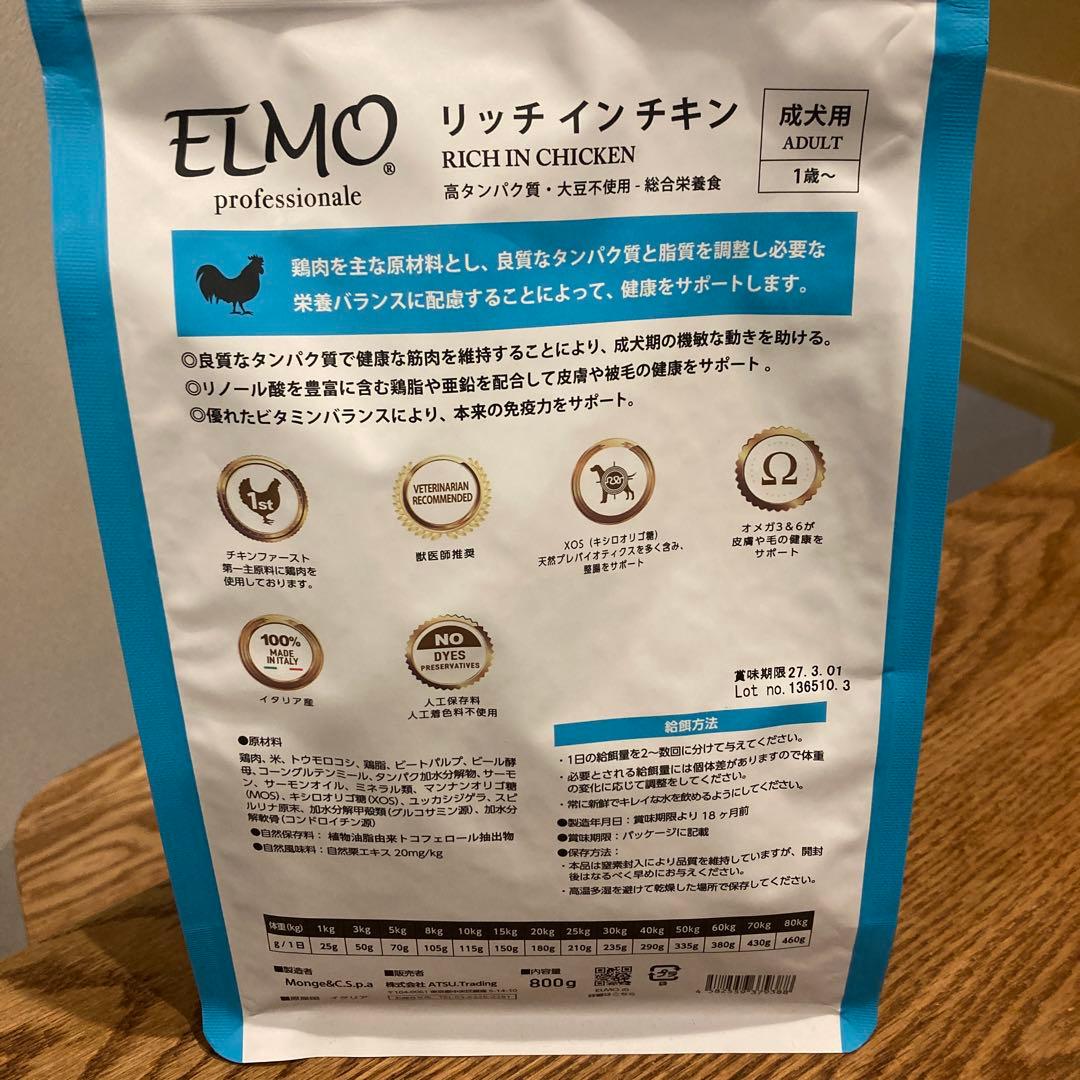 ELMO®
professionale
リッチ イン チキン
RICH IN CHICKEN
高タンパク質・大豆不使用 - 総合栄養食
成犬用
ADULT
1歳〜
鶏肉を主な原材料とし、良質なタンパク質と脂質を調整し必要な
栄養バランスに配慮することによって、健康をサポートします。
◎良質なタンパク質で健康な筋肉を維持することにより、成犬期の機敏な動きを助ける。
◎リノール酸を豊富に含む鶏脂や亜鉛を配合して皮膚や被毛の健康をサポート 。
◎優れたビタミンバランスにより、本来の免疫力をサポート。
1st
チキンファースト
第一主原料に鶏肉を
使用しております。
VETERINARIAN
RECOMMENDED
獣医師推奨
XOS（キシロオリゴ糖）
天然プレバイオティクスを多く含み、
整腸をサポート
Ω
オメガ3＆6が
皮膚や毛の健康を
サポート
100%
MADE
IN ITALY
イタリア産
NO
DYES
PRESERVATIVES
人工保存料
人工着色料不使用
賞味期限27.3.01
Lot no.136510.3
●原材料
鶏肉、米、トウモロコシ、鶏脂、ビートパルプ、ビール酵
母、コーングルテンミール、タンパク加水分解物、サーモ
ン、サーモンオイル、ミネラル類、マンナンオリゴ糖
(MOS)、キシロオリゴ糖(XOS)、ユッカシジゲラ、スピ
ルリナ原末、加水分解甲殻類(グルコサミン源)、加水分
解軟骨(コンドロイチン源)
●自然保存料： 植物油脂由来トコフェロール抽出物
●自然風味料：自然栗エキス 20mg/kg
給餌方法
・1日の給餌量を2〜数回に分けて与えてください。
・必要とされる給餌量には個体差がありますので体重
の変化に応じて調整をしてください。
・常に新鮮でキレイな水を飲めるようにしてください。
●製造年月日：賞味期限より 18 ヶ月前
●賞味期限：パッケージに記載
●保存方法：
・本品は窒素封入により品質を維持していますが、開封
後はなるべく早めにお与えください。
・高温多湿を避けて乾燥した場所で保存してください。
体重(kg) 1kg 3kg 5kg 8kg 10kg 15kg 20kg 25kg 30kg 40kg 50kg 60kg 70kg 80kg
g/1日 25g 50g 70g 105g 115g 150g 180g 210g 235g 290g 335g 380g 430g 460g
■製造者
Monge&C.S.p.a
■原産国 イタリア
■販売者
株式会社 ATSU.Trading
〒104-0061 東京都中央区銀座 5-14-10
■内容量
800g